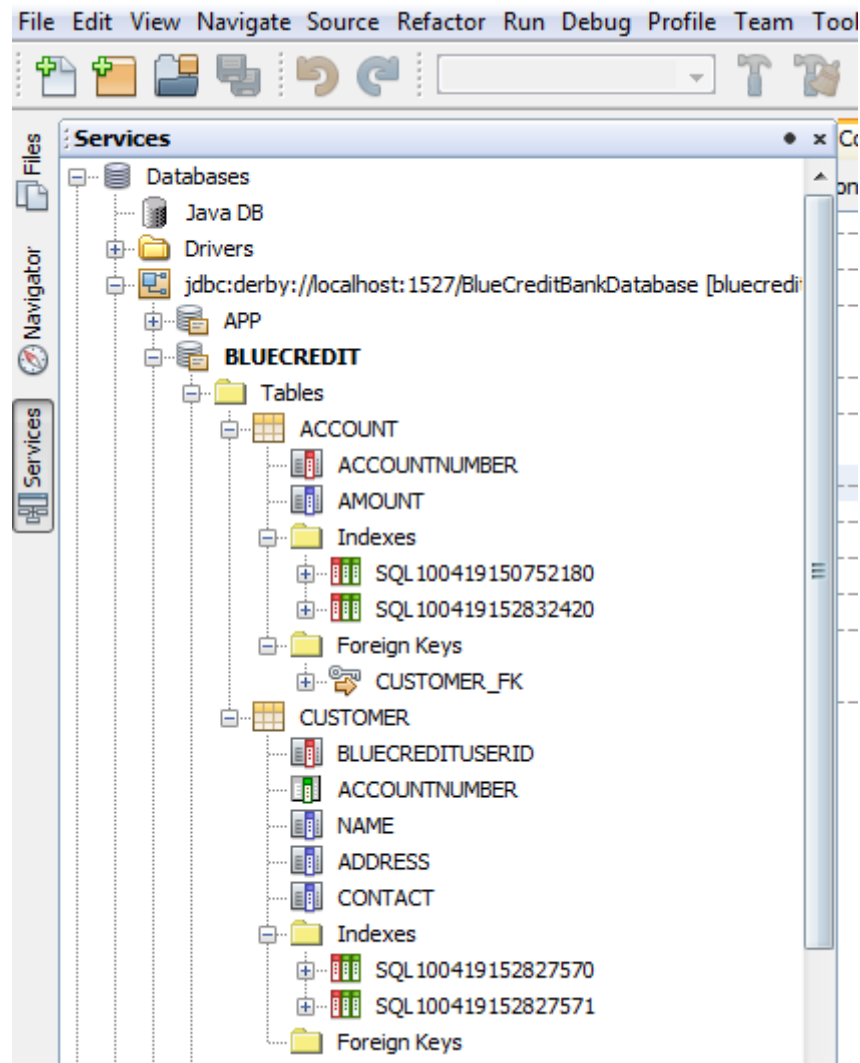 File Edit View Navigate Source Refactor Run Debug Profile Team Tool
Files
Navigator
Services
Services
Databases
Java DB
Drivers
jdbc:derby://localhost:1527/BlueCreditBankDatabase [bluecredi
APP
BLUECREDIT
Tables
ACCOUNT
ACCOUNTNUMBER
AMOUNT
Indexes
SQL100419150752180
SQL100419152832420
Foreign Keys
CUSTOMER_FK
CUSTOMER
BLUECREDITUSERID
ACCOUNTNUMBER
NAME
ADDRESS
CONTACT
Indexes
SQL100419152827570
SQL100419152827571
Foreign Keys